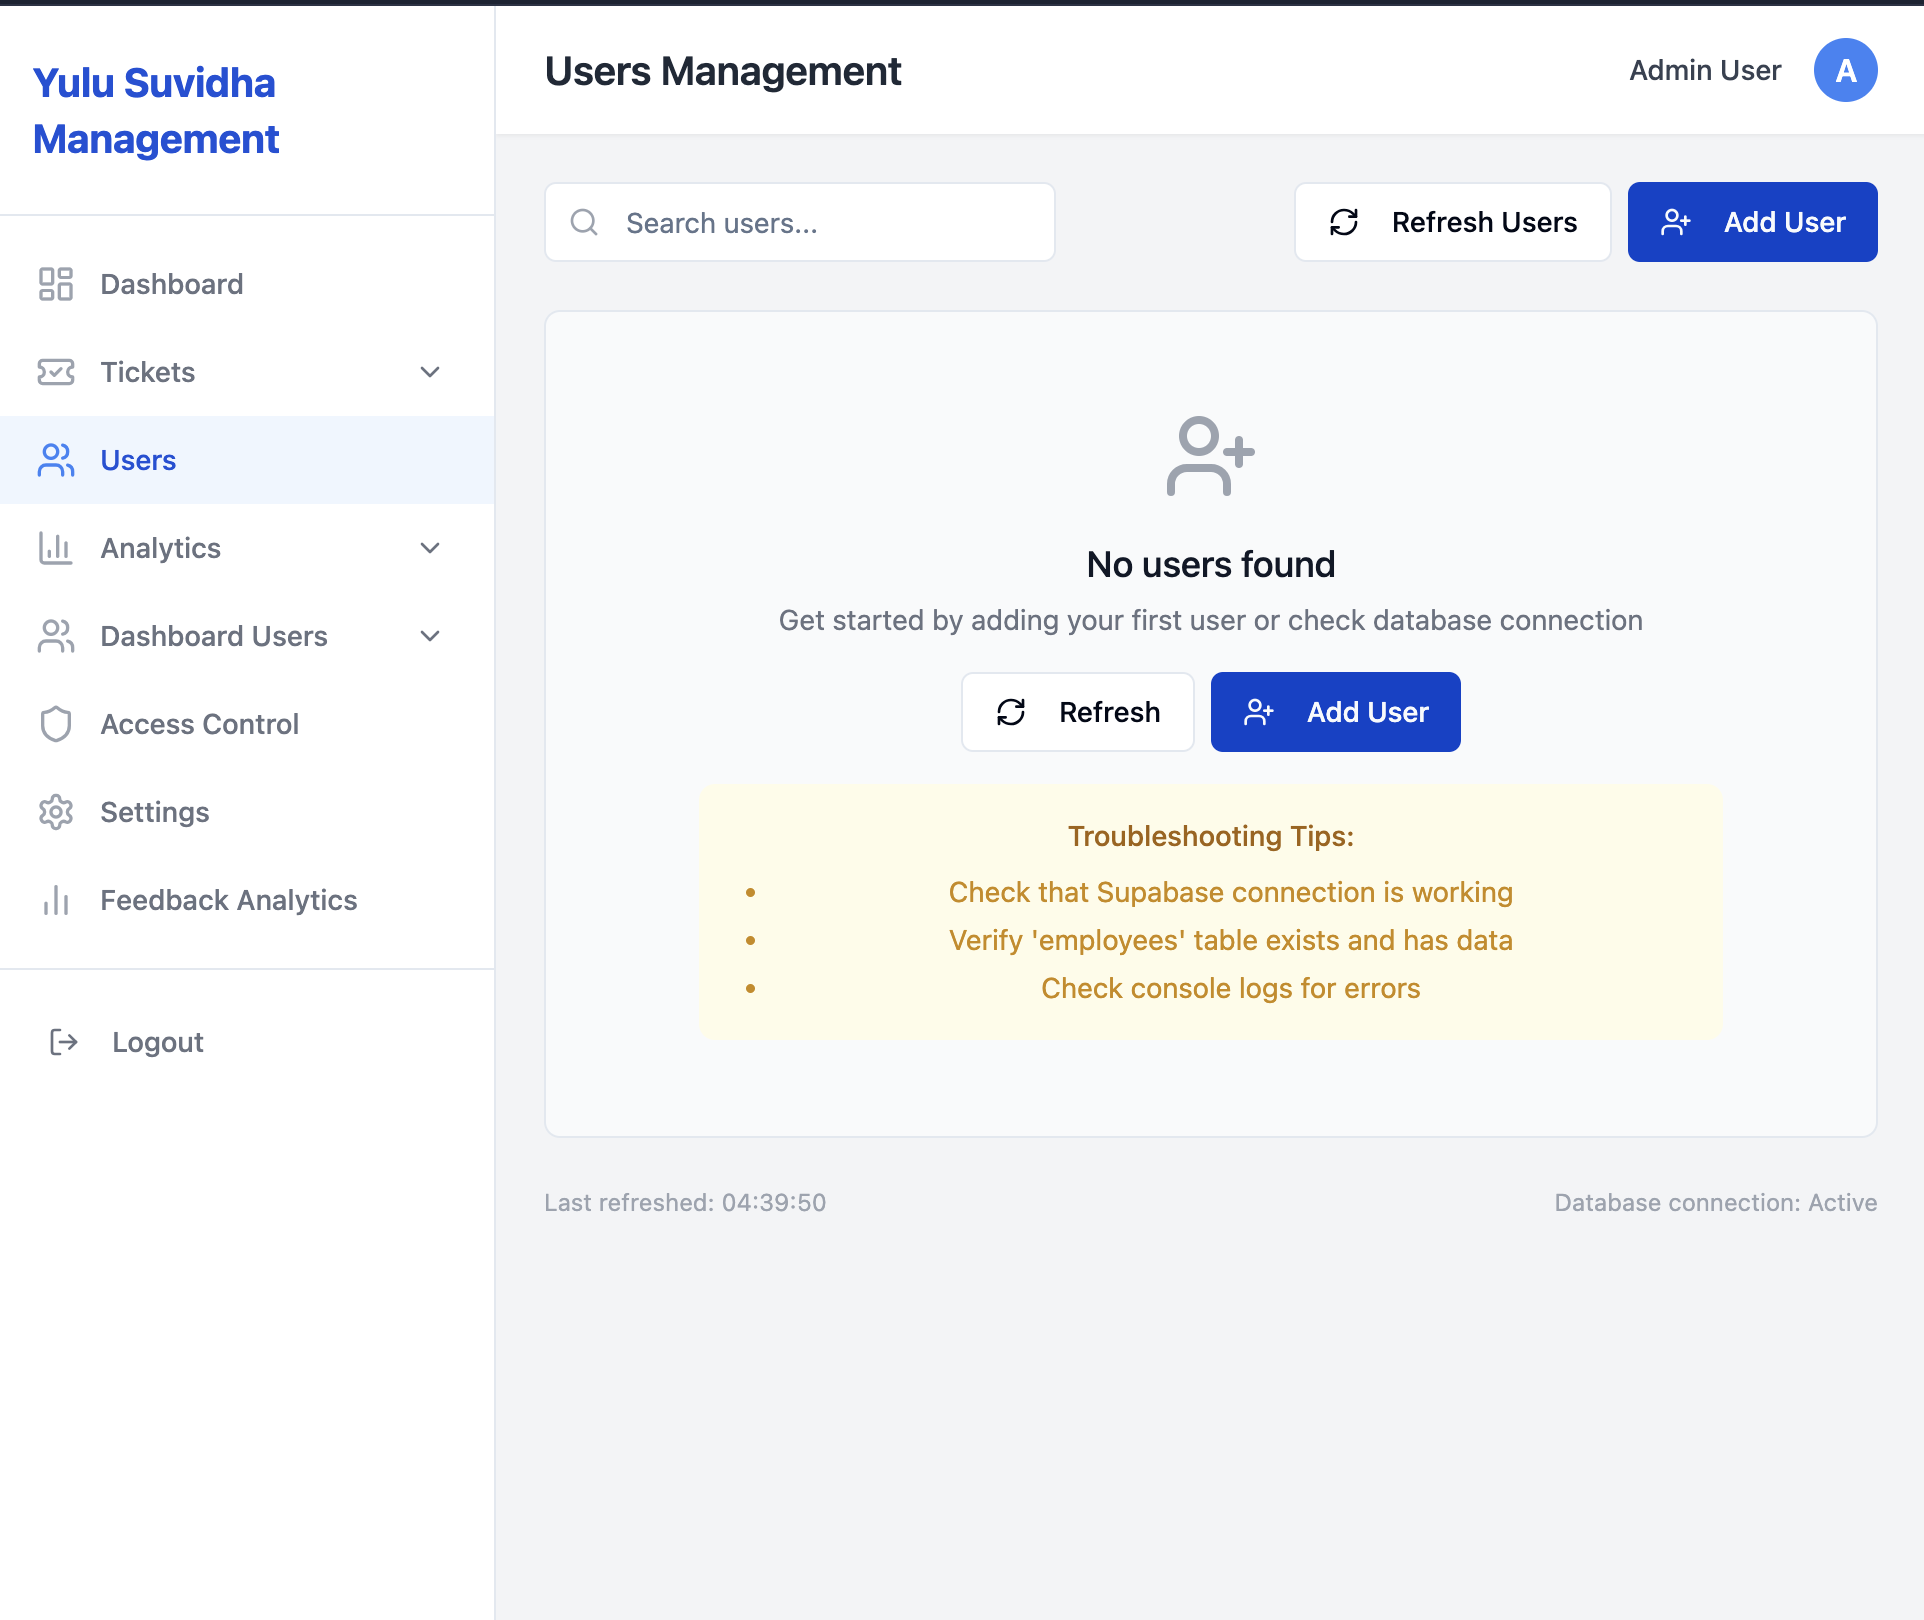 Yulu Suvidha
Management
Dashboard
Tickets
Users
Analytics
Dashboard Users
Access Control
Settings
Feedback Analytics
Logout
Users Management
Admin User
A
Search users...
Refresh Users
Add User
No users found
Get started by adding your first user or check database connection
Refresh
Add User
Troubleshooting Tips:
• Check that Supabase connection is working
• Verify 'employees' table exists and has data
• Check console logs for errors
Last refreshed: 04:39:50
Database connection: Active